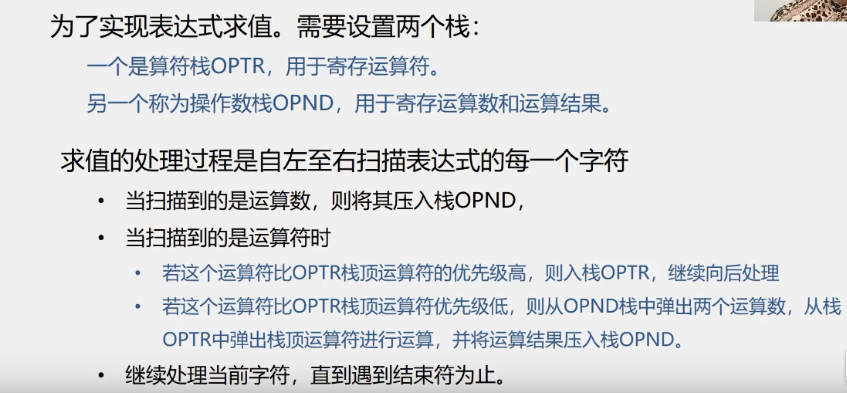 为了实现表达式求值。需要设置两个栈：
一个是算符栈OPTR，用于寄存运算符。
另一个称为操作数栈OPND，用于寄存运算数和运算结果。
求值的处理过程是自左至右扫描表达式的每一个字符
• 当扫描到的是运算数，则将其压入栈OPND，
• 当扫描到的是运算符时
• 若这个运算符比OPTR栈顶运算符的优先级高，则入栈OPTR，继续向后处理
• 若这个运算符比OPTR栈顶运算符优先级低，则从OPND栈中弹出两个运算数，从栈
OPTR中弹出栈顶运算符进行运算，并将运算结果压入栈OPND。
• 继续处理当前字符，直到遇到结束符为止。